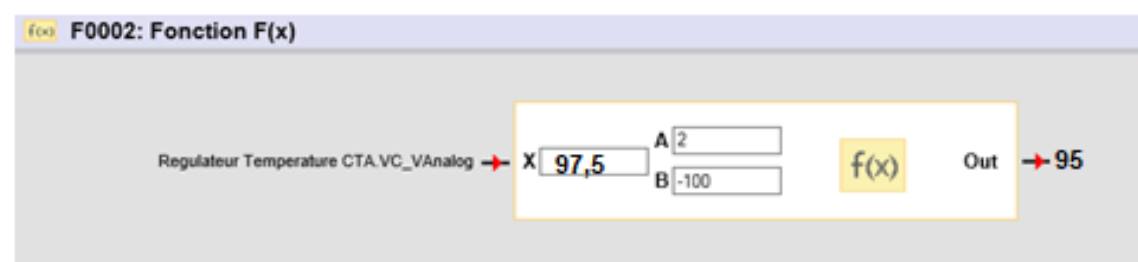 f(x) F0002: Fonction F(x)
A 2
Regulateur Temperature CTA.VC_VAnalog X 97,5 f(x) Out 95
B -100